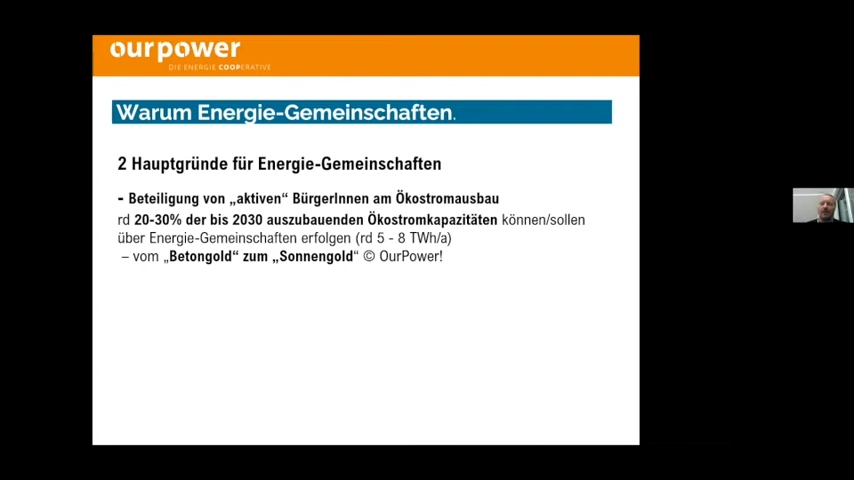 ourpower
DIE ENERGIE COOPERATIVE
Warum Energie-Gemeinschaften.
2 Hauptgründe für Energie-Gemeinschaften
- Beteiligung von „aktiven“ BürgerInnen am Ökostromausbau
rd 20-30% der bis 2030 auszubauenden Ökostromkapazitäten können/sollen
über Energie-Gemeinschaften erfolgen (rd 5 - 8 TWh/a)
– vom „Betongold“ zum „Sonnengold“ © OurPower!